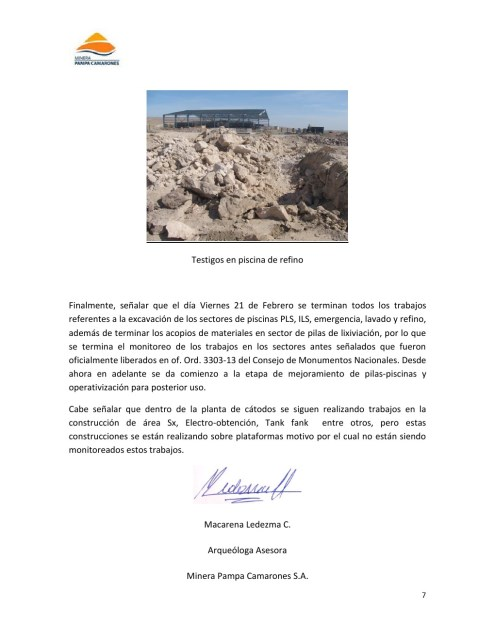 MINERA
PAMPA CAMARONES
Testigos en piscina de refino
Finalmente, señalar que el día Viernes 21 de Febrero se terminan todos los trabajos
referentes a la excavación de los sectores de piscinas PLS, ILS, emergencia, lavado y refino,
además de terminar los acopios de materiales en sector de pilas de lixiviación, por lo que
se termina el monitoreo de los trabajos en los sectores antes señalados que fueron
oficialmente liberados en of. Ord. 3303-13 del Consejo de Monumentos Nacionales. Desde
ahora en adelante se da comienzo a la etapa de mejoramiento de pilas-piscinas y
operativización para posterior uso.
Cabe señalar que dentro de la planta de cátodos se siguen realizando trabajos en la
construcción de área Sx, Electro-obtención, Tank fank entre otros, pero estas
construcciones se están realizando sobre plataformas motivo por el cual no están siendo
monitoreados estos trabajos.
Macarena Ledezma C.
Arqueóloga Asesora
Minera Pampa Camarones S.A.
7